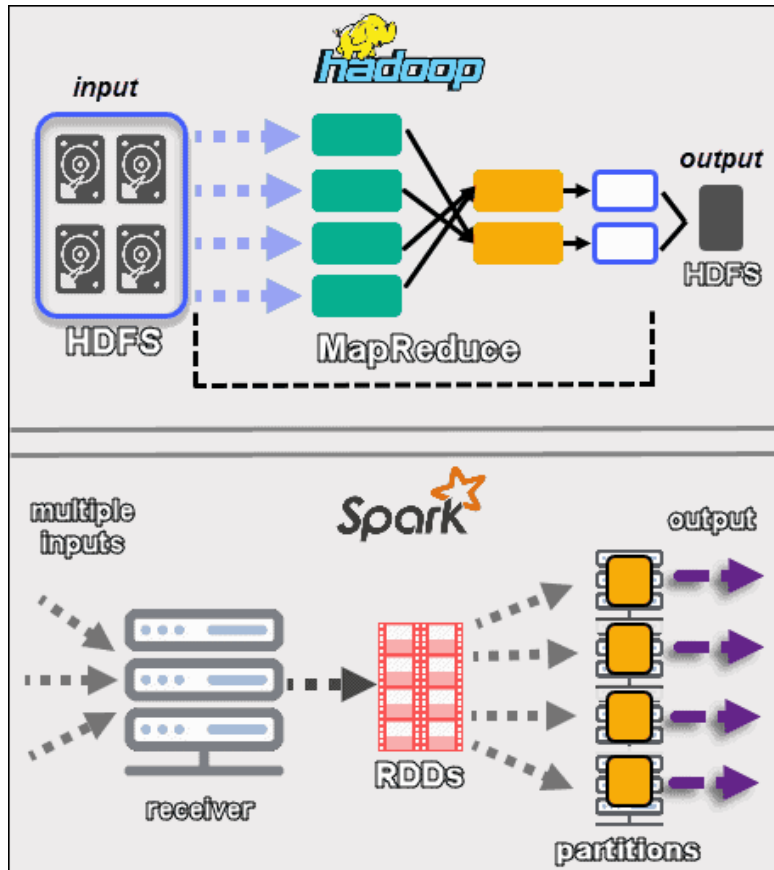 hadoop
input
output
HDFS
HDFS
MapReduce
Spark
multiple
inputs
output
RDDs
receiver
partitions